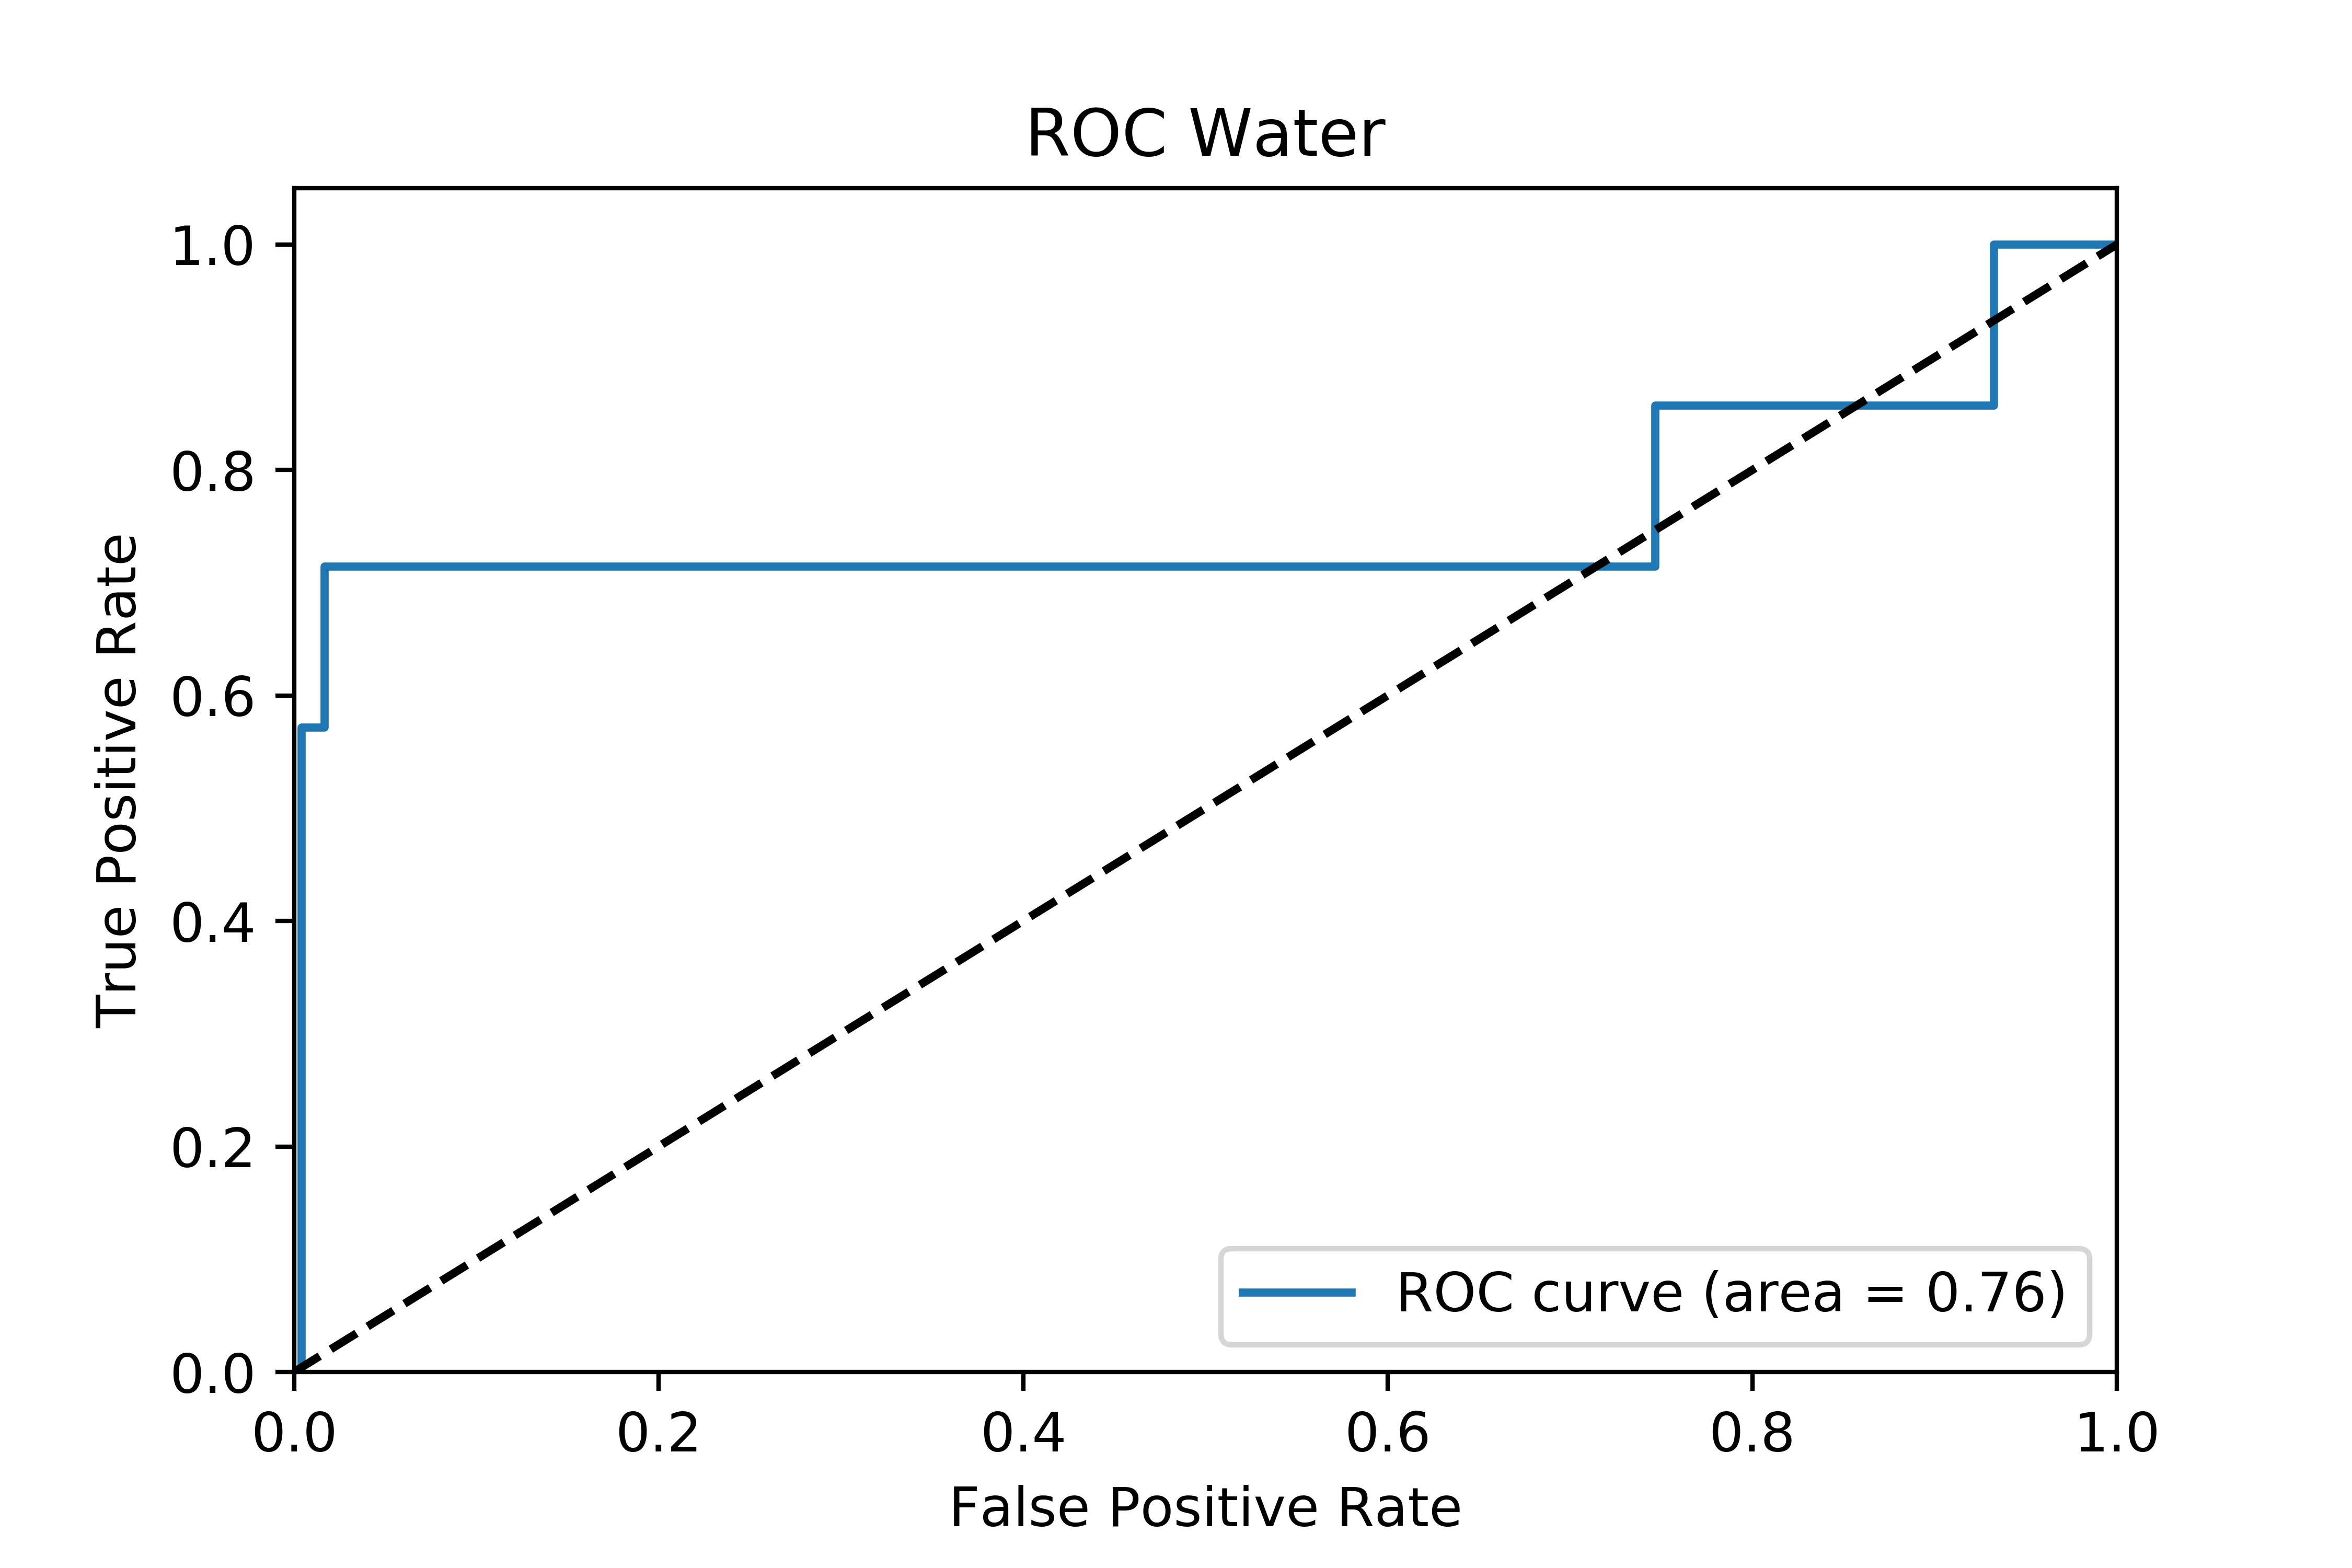 ROC Water
1.0
0.8
0.6
0.4
0.2
0.0
True Positive Rate
ROC curve (area = 0.76)
0.0 0.2 0.4 0.6 0.8 1.0
False Positive Rate